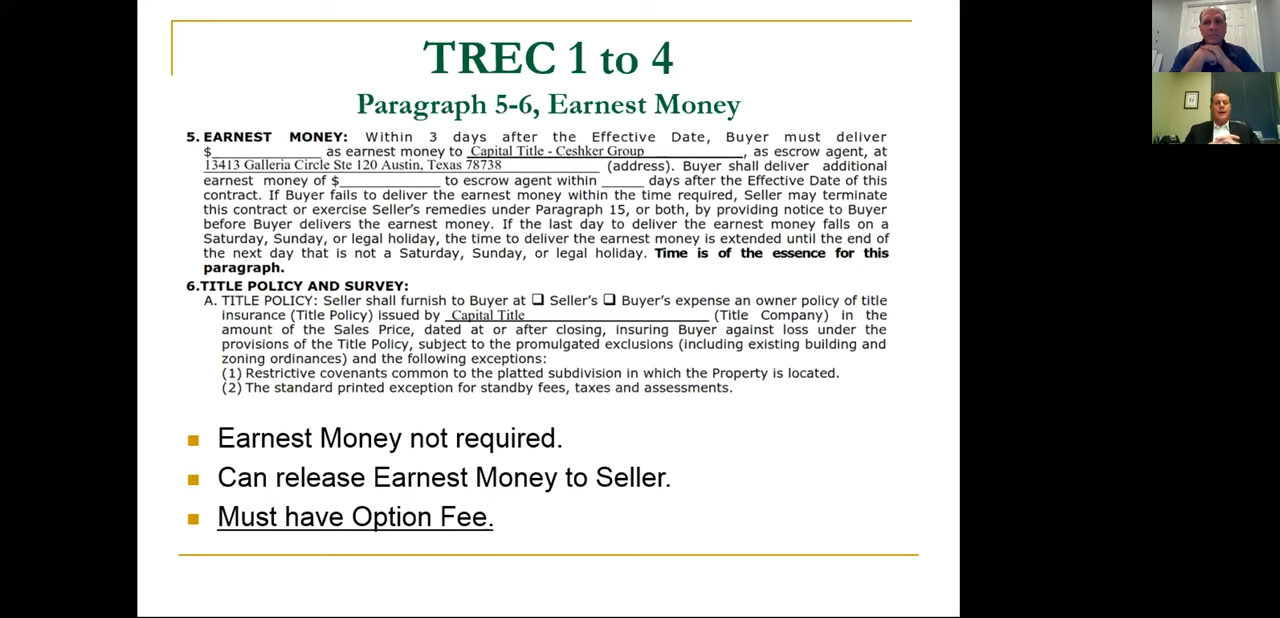 TREC 1 to 4
Paragraph 5-6, Earnest Money
5. EARNEST MONEY: Within 3 days after the Effective Date, Buyer must deliver
$____________ as earnest money to Capital Title - Ceshker Group, as escrow agent, at
13413 Galleria Circle Ste 120 Austin, Texas 78738 (address). Buyer shall deliver additional
earnest money of $____________ to escrow agent within _____ days after the Effective Date of this
contract. If Buyer fails to deliver the earnest money within the time required, Seller may terminate
this contract or exercise Seller's remedies under Paragraph 15, or both, by providing notice to Buyer
before Buyer delivers the earnest money. If the last day to deliver the earnest money falls on a
Saturday, Sunday, or legal holiday, the time to deliver the earnest money is extended until the end of
the next day that is not a Saturday, Sunday, or legal holiday. Time is of the essence for this
paragraph.
6.TITLE POLICY AND SURVEY:
A. TITLE POLICY: Seller shall furnish to Buyer at ❑ Seller's ❑ Buyer's expense an owner policy of title
insurance (Title Policy) issued by Capital Title (Title Company) in the
amount of the Sales Price, dated at or after closing, insuring Buyer against loss under the
provisions of the Title Policy, subject to the promulgated exclusions (including existing building and
zoning ordinances) and the following exceptions:
(1) Restrictive covenants common to the platted subdivision in which the Property is located.
(2) The standard printed exception for standby fees, taxes and assessments.
Earnest Money not required.
Can release Earnest Money to Seller.
Must have Option Fee.